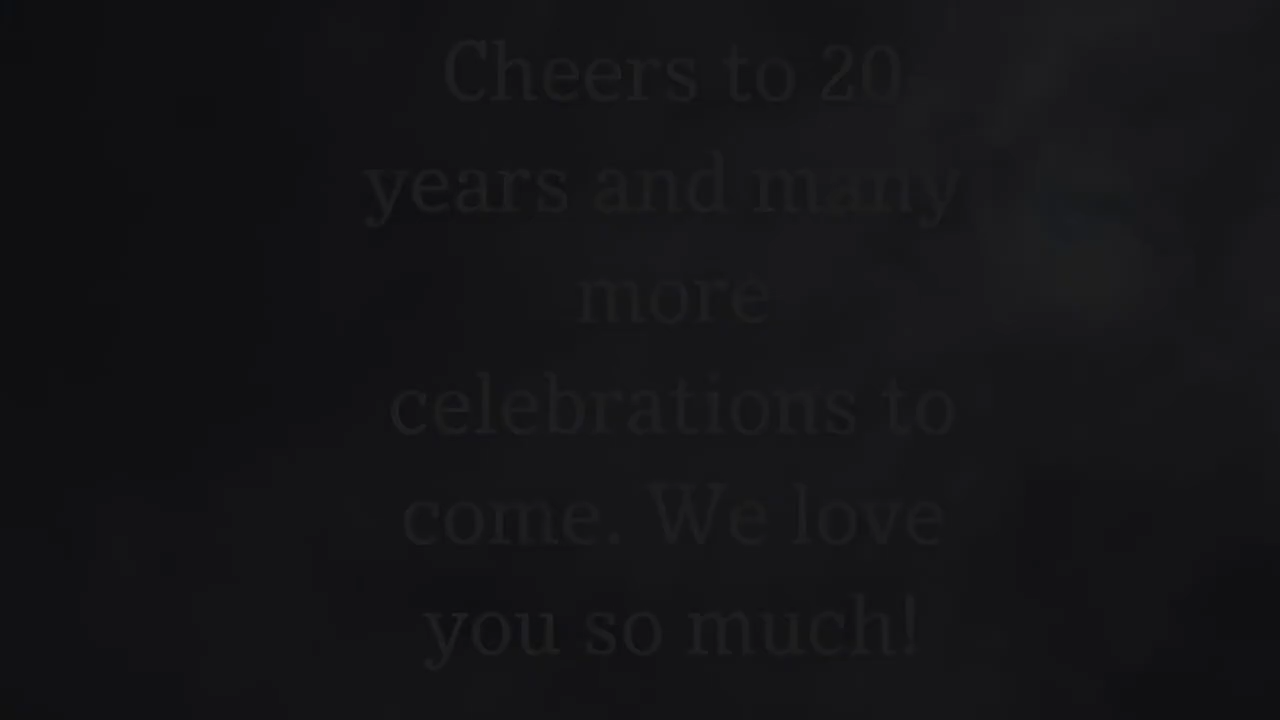 Cheers to 20
years and many
more
celebrations to
come. We love
you so much!